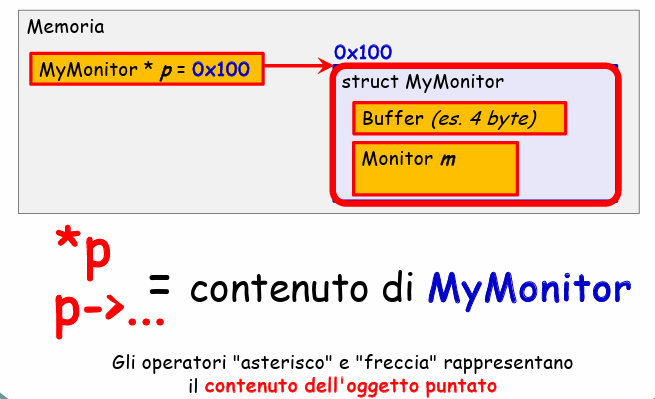 Memoria
0x100
MyMonitor * p = 0x100
struct MyMonitor
Buffer (es. 4 byte)
Monitor m
*p
p->...
= contenuto di MyMonitor
Gli operatori "asterisco" e "freccia" rappresentano
il contenuto dell'oggetto puntato